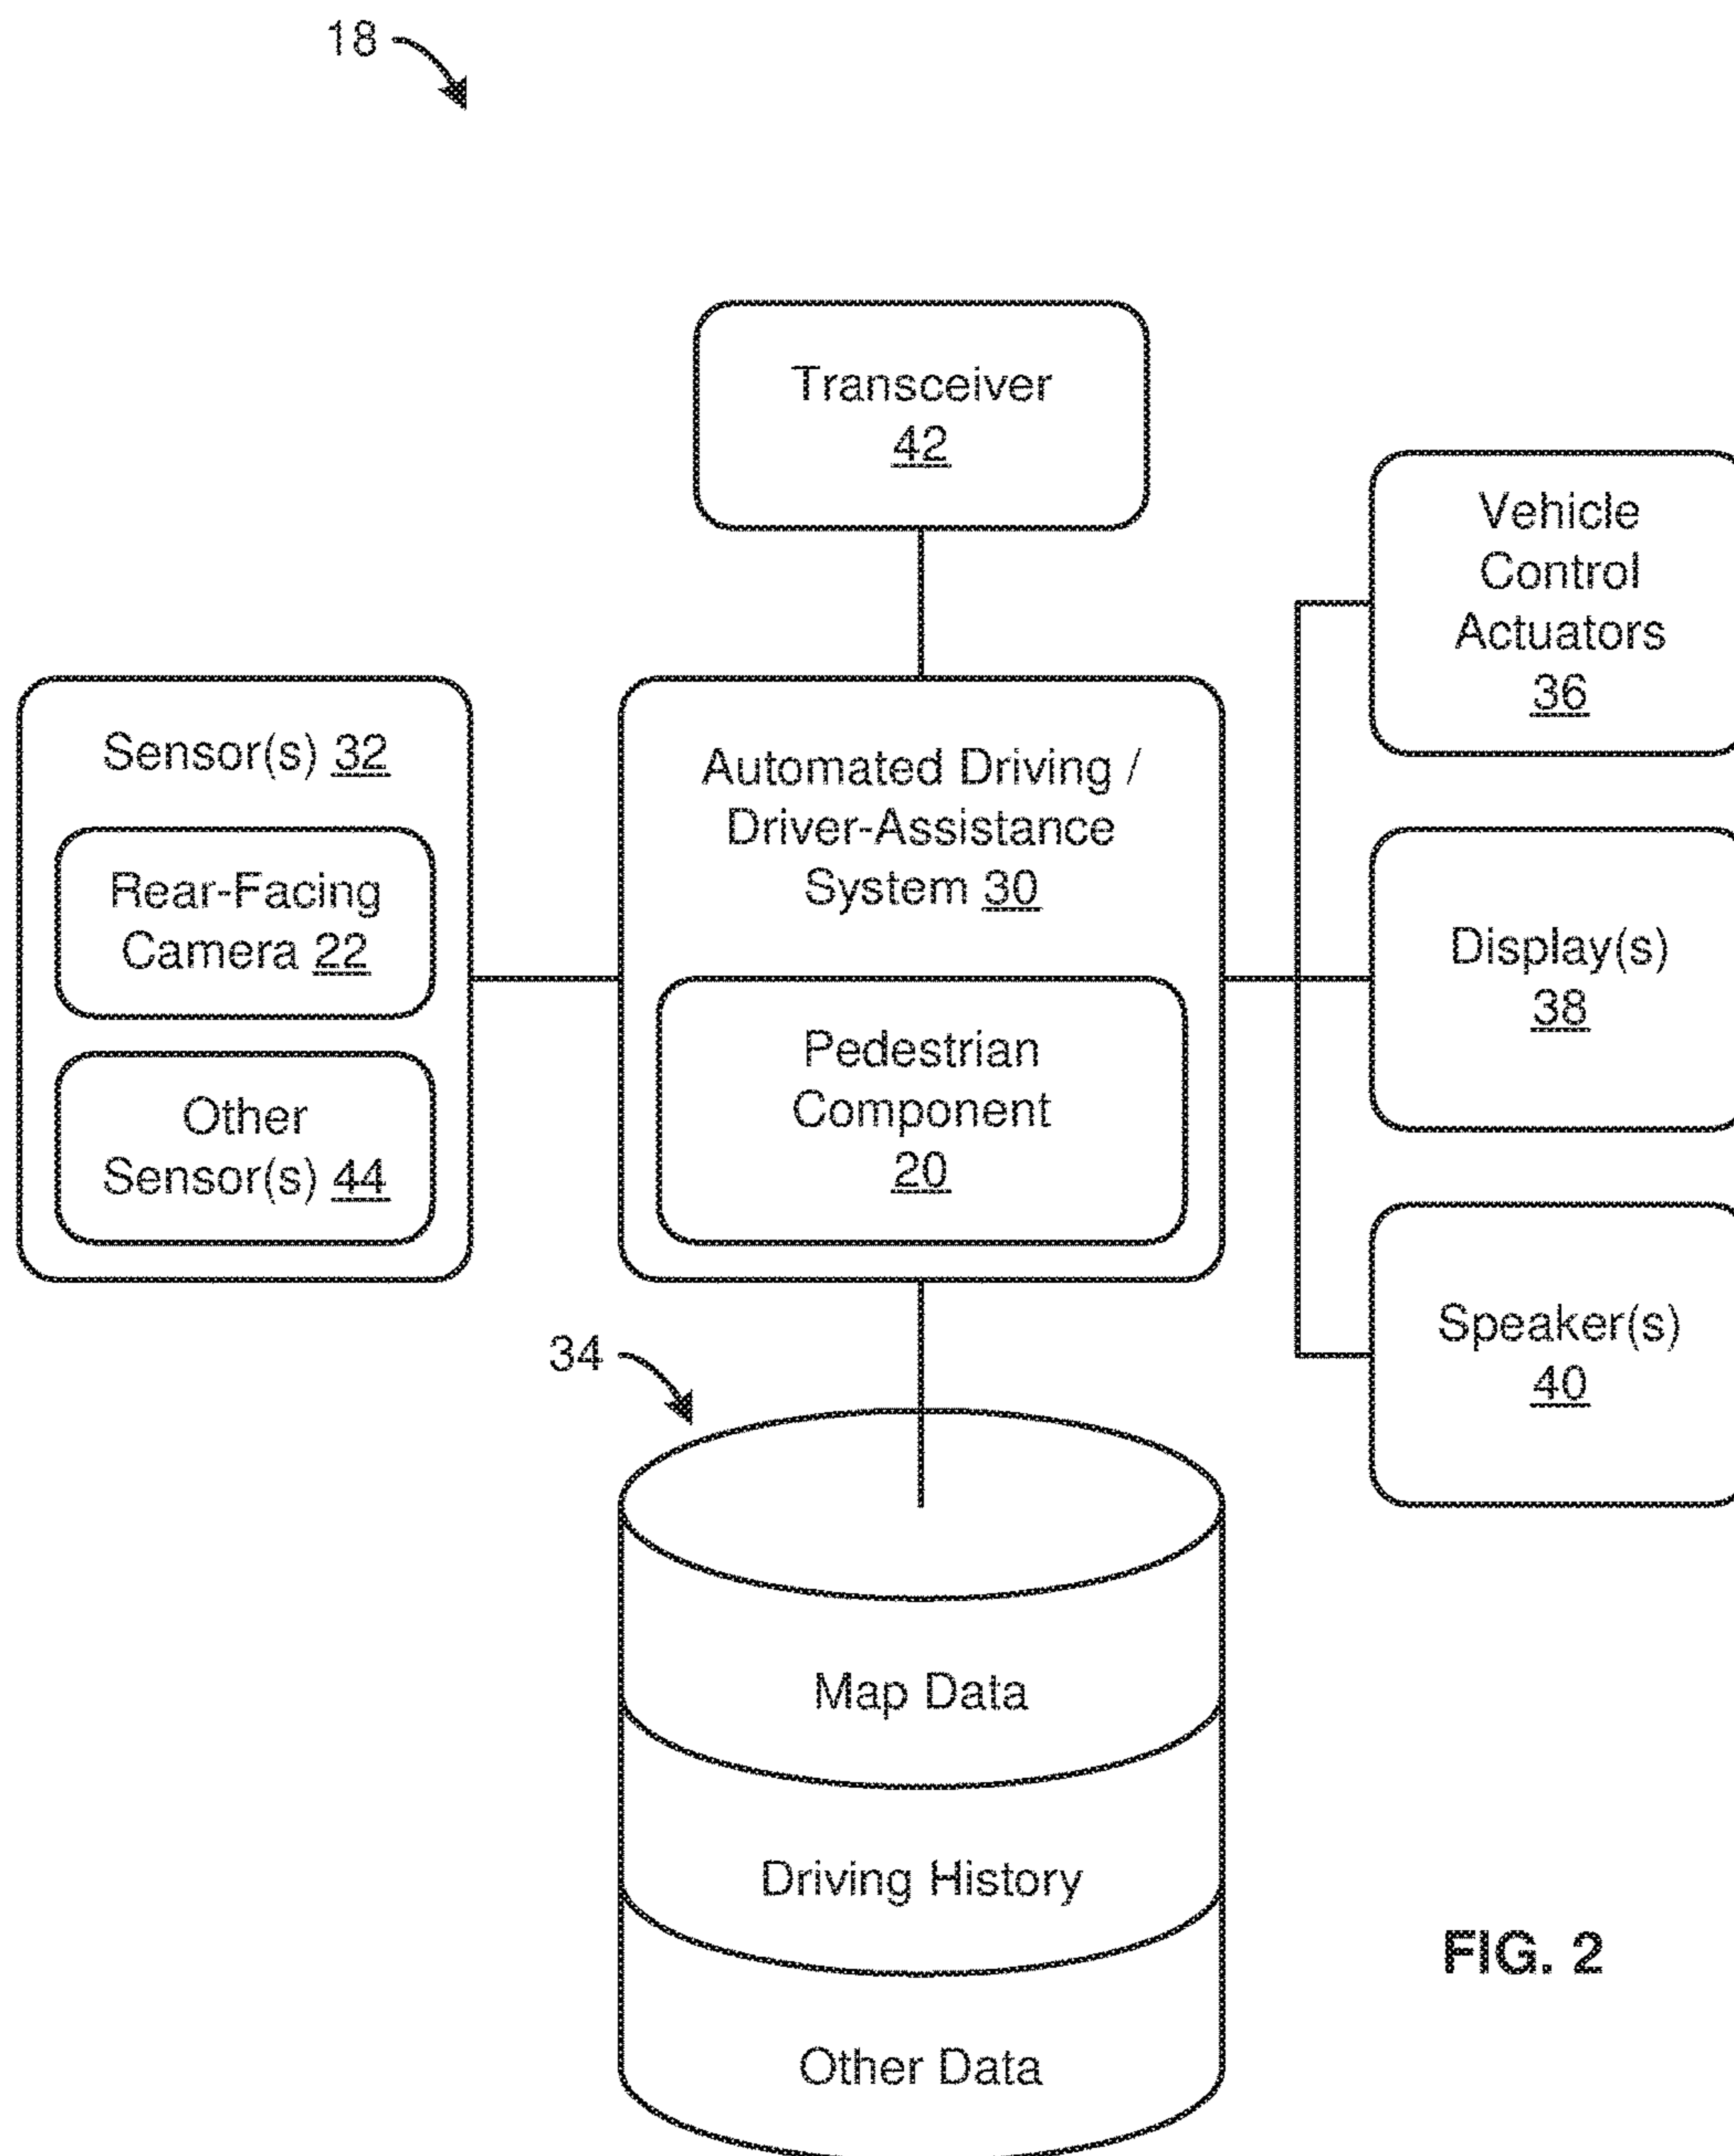 18
Transceiver
42
Vehicle
Control
Actuators
36
Sensor(s) 32
Rear-Facing
Camera 22
Other
Sensor(s) 44
Automated Driving /
Driver-Assistance
System 30
Pedestrian
Component
20
Display(s)
38
Speaker(s)
40
34
Map Data
Driving History
Other Data
FIG. 2